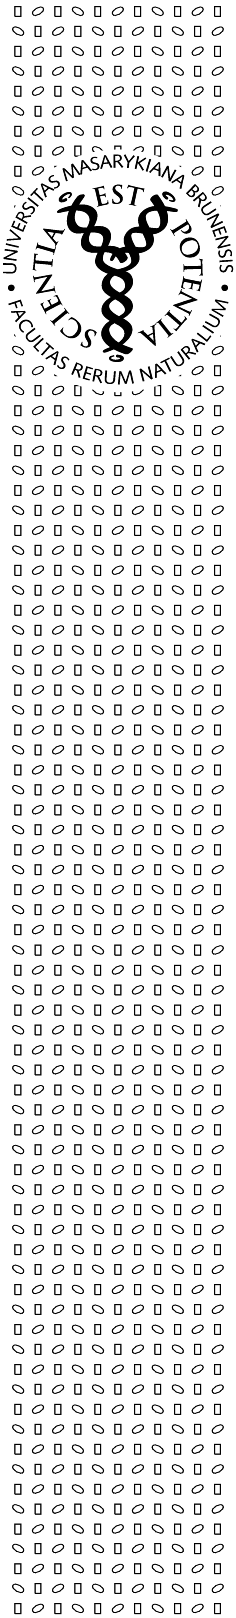 UNIVERSITAS MASARYKIANA BRUNENSIS
• FACULTAS RERUM NATURALIUM •
SCIENTIA EST POTENTIA